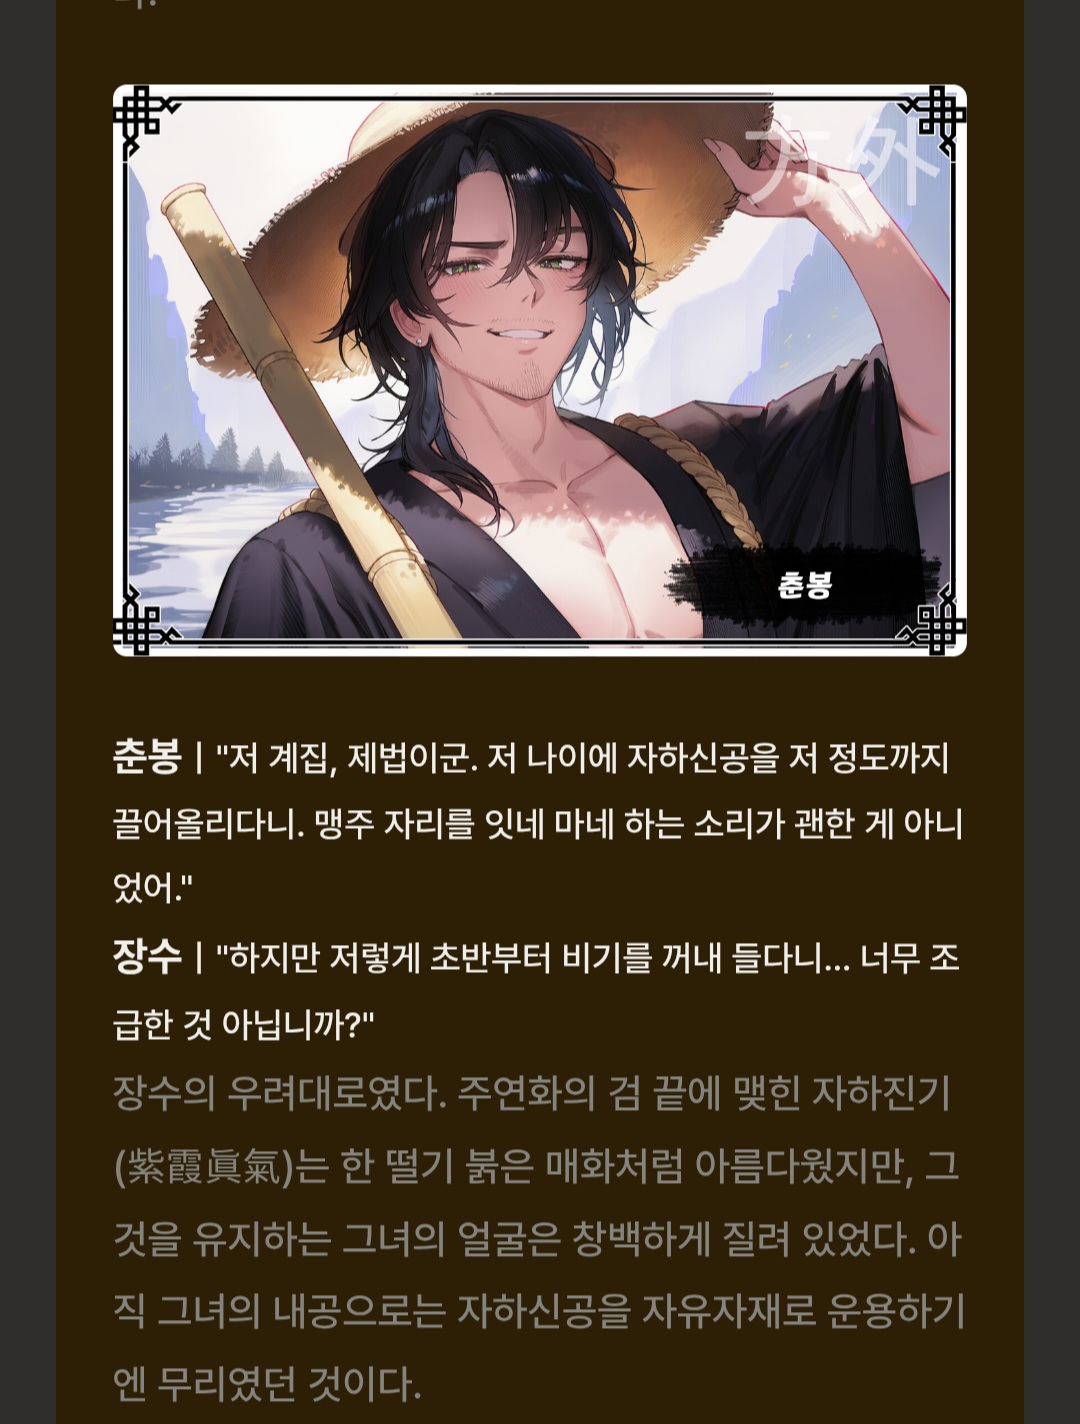 方外
춘봉
춘봉 | "저 계집, 제법이군. 저 나이에 자하신공을 저 정도까지
끌어올리다니. 맹주 자리를 잇네 마네 하는 소리가 괜한 게 아니
었어."
장수 | "하지만 저렇게 초반부터 비기를 꺼내 들다니... 너무 조
급한 것 아닙니까?"
장수의 우려대로였다. 주연화의 검 끝에 맺힌 자하진기
(紫霞眞氣)는 한 떨기 붉은 매화처럼 아름다웠지만, 그
것을 유지하는 그녀의 얼굴은 창백하게 질려 있었다. 아
직 그녀의 내공으로는 자하신공을 자유자재로 운용하기
엔 무리였던 것이다.